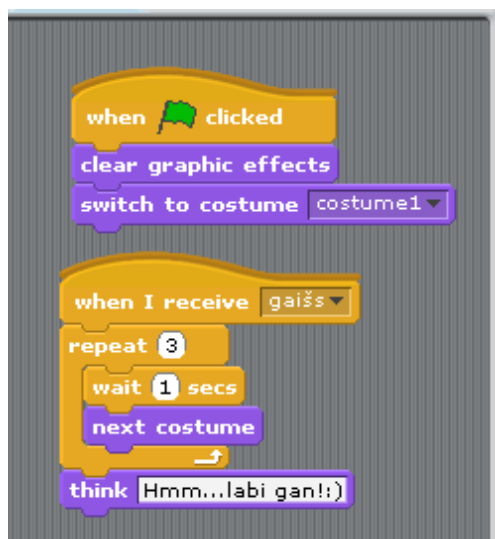 when clicked
clear graphic effects
switch to costume costume1
when I receive gaišs
repeat 3
wait 1 secs
next costume
think Hmm...labi gan!:)